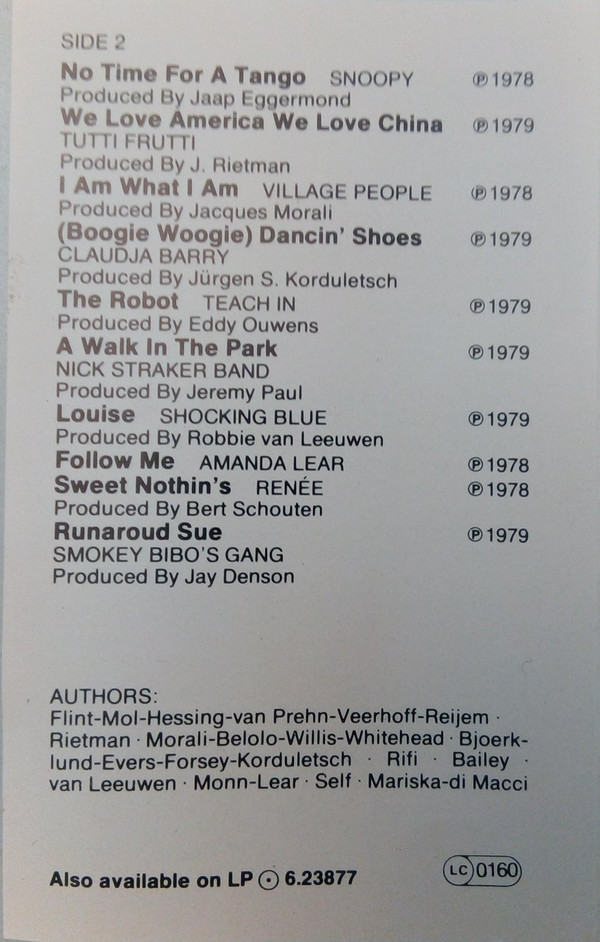 SIDE 2
No Time For A Tango SNOOPY ℗ 1978
Produced By Jaap Eggermond
We Love America We Love China ℗ 1979
TUTTI FRUTTI
Produced By J. Rietman
I Am What I Am VILLAGE PEOPLE ℗ 1978
Produced By Jacques Morali
(Boogie Woogie) Dancin' Shoes ℗ 1979
CLAUDJA BARRY
Produced By Jürgen S. Korduletsch
The Robot TEACH IN ℗ 1979
Produced By Eddy Ouwens
A Walk In The Park ℗ 1979
NICK STRAKER BAND
Produced By Jeremy Paul
Louise SHOCKING BLUE ℗ 1979
Produced By Robbie van Leeuwen
Follow Me AMANDA LEAR ℗ 1978
Sweet Nothin's RENÉE ℗ 1978
Produced By Bert Schouten
Runaroud Sue ℗ 1979
SMOKEY BIBO'S GANG
Produced By Jay Denson
AUTHORS:
Flint-Mol-Hessing-van Prehn-Veerhoff-Reijem ·
Rietman · Morali-Belolo-Willis-Whitehead · Bjoerk-
lund-Evers-Forsey-Korduletsch · Rifi · Bailey ·
van Leeuwen · Monn-Lear · Self · Mariska-di Macci
Also available on LP ⊙ 6.23877
LC 0160